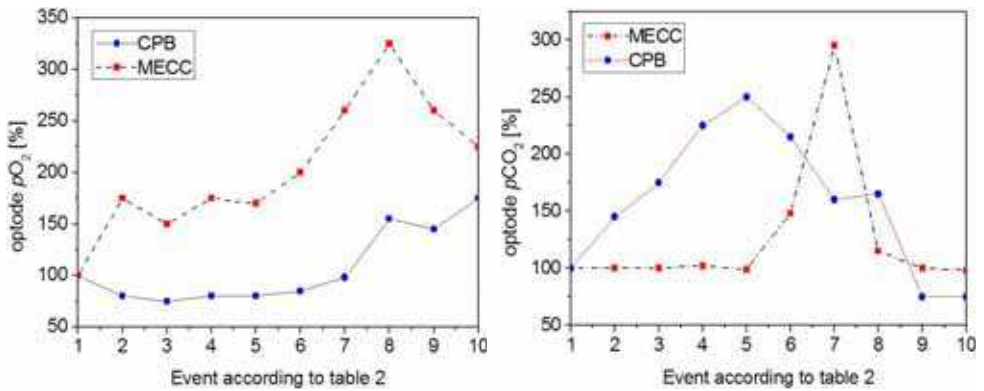 350
300
250
200
150
100
50
optode pO₂ [%]
CPB
MECC
1 2 3 4 5 6 7 8 9 10
Event according to table 2
300
250
200
150
100
50
optode pCO₂ [%]
MECC
CPB
1 2 3 4 5 6 7 8 9 10
Event according to table 2